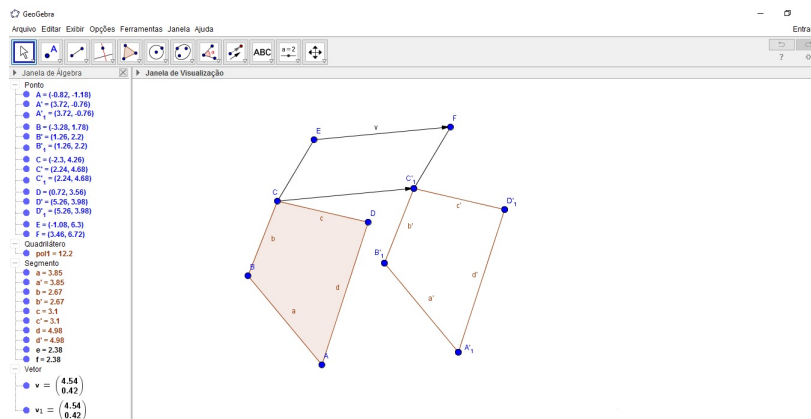 GeoGebra
Arquivo Editar Exibir Opções Ferramentas Janela Ajuda
Entra
ABC
a=2
Janela de Álgebra
Janela de Visualização
Ponto
A = (-0.82, -1.18)
A' = (3.72, -0.76)
A'₁ = (3.72, -0.76)
B = (-3.28, 1.78)
B' = (1.26, 2.2)
B'₁ = (1.26, 2.2)
C = (-2.3, 4.26)
C' = (2.24, 4.68)
C'₁ = (2.24, 4.68)
D = (0.72, 3.56)
D' = (5.26, 3.98)
D'₁ = (5.26, 3.98)
E = (-1.08, 6.3)
F = (3.46, 6.72)
Quadrilátero
pol1 = 12.2
Segmento
a = 3.85
a' = 3.85
b = 2.67
b' = 2.67
c = 3.1
c' = 3.1
d = 4.98
d' = 4.98
e = 2.38
f = 2.38
Vetor
v = (4.54
0.42)
v₁ = (4.54
0.42)
F
E
v
C
C'₁
D
D'₁
c
c'
b
b'
B
B'₁
d
d'
a
a'
A
A'₁